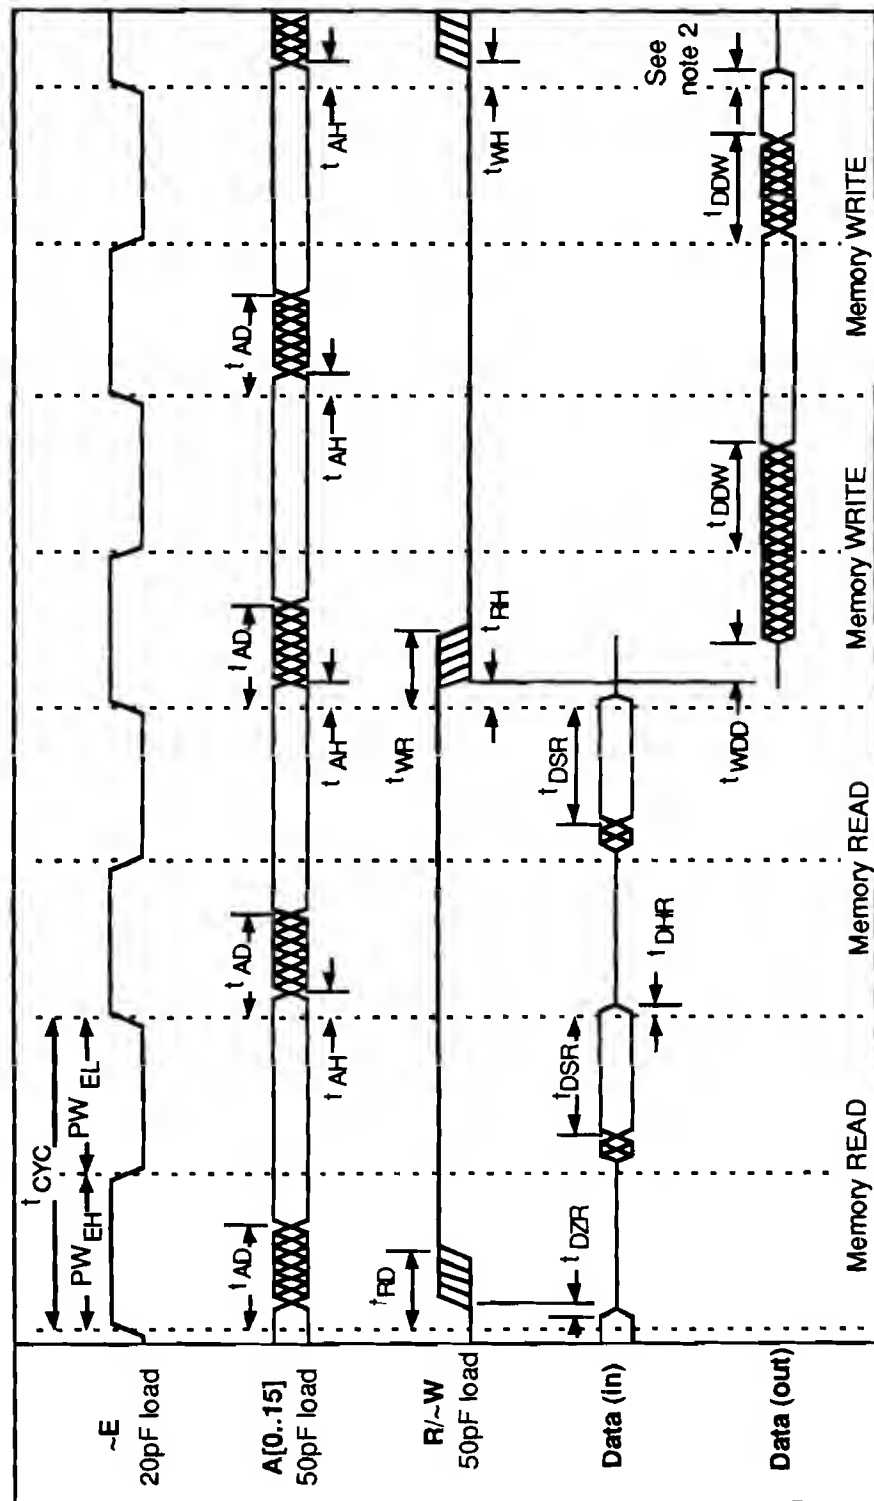 t CYC
PW EH
PW EL
~E
20pF load
t AD
t AD
t AD
t AD
A[0..15]
50pF load
t AH
t AH
t AH
t AH
t RD
t WR
R/~W
50pF load
t RH
t WH
t DZR
t DSR
t DSR
Data (in)
t DHR
t WDD
t DDW
t DDW
See
note 2
Data (out)
Memory READ
Memory READ
Memory WRITE
Memory WRITE